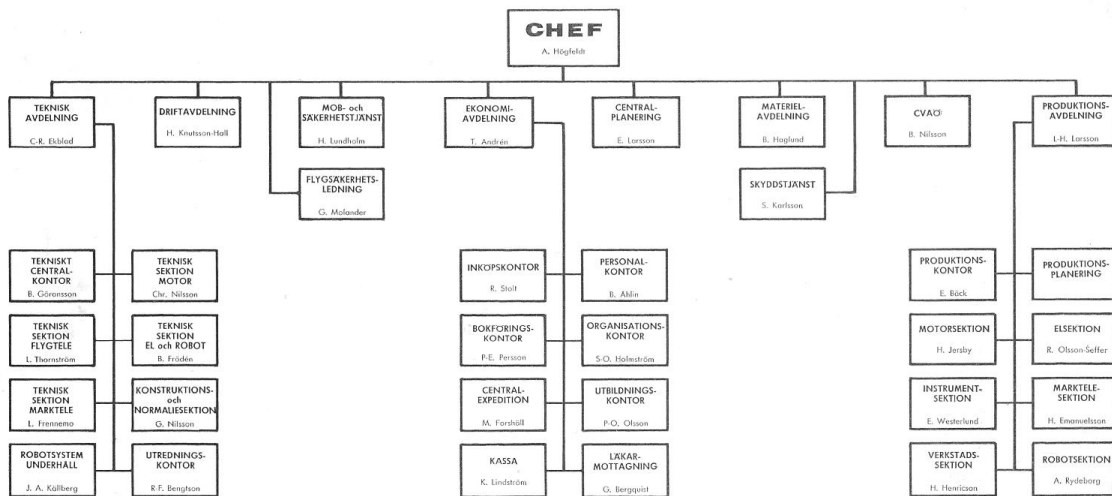 CHEF
A. Högfeldt
TEKNISK
AVDELNING
C-R. Ekblad
DRIFTAVDELNING
H. Knutsson-Hall
MOB- och
SÄKERHETSTJÄNST
H. Lundholm
EKONOMI-
AVDELNING
T. Andrén
CENTRAL-
PLANERING
E. Larsson
MATERIEL-
AVDELNING
B. Haglund
CVAÖ
B. Nilsson
PRODUKTIONS-
AVDELNING
L-H. Larsson
FLYGSÄKERHETS-
LEDNING
G. Molander
SKYDDSTJÄNST
S. Karlsson
TEKNISKT
CENTRAL-
KONTOR
B. Göransson
TEKNISK
SEKTION
MOTOR
Chr. Nilsson
INKÖPSKONTOR
R. Stolt
PERSONAL-
KONTOR
B. Ahlin
PRODUKTIONS-
KONTOR
E. Bäck
PRODUKTIONS-
PLANERING
TEKNISK
SEKTION
FLYGTELE
L. Thornström
TEKNISK
SEKTION
EL och ROBOT
B. Frödén
BOKFÖRINGS-
KONTOR
P-E. Persson
ORGANISATIONS-
KONTOR
S-O. Holmström
MOTORSEKTION
H. Jersby
ELSEKTION
R. Olsson-Seffer
TEKNISK
SEKTION
MARKTELE
L. Frennemo
KONSTRUKTIONS-
och
NORMALIESEKTION
G. Nilsson
CENTRAL-
EXPEDITION
M. Forshäll
UTBILDNINGS-
KONTOR
P-O. Olsson
INSTRUMENT-
SEKTION
E. Westerlund
MARKTELE-
SEKTION
H. Emanuelsson
ROBOTSYSTEM
UNDERHÅLL
J. A. Källberg
UTREDNINGS-
KONTOR
R-F. Bengtson
KASSA
K. Lindström
LÄKAR-
MOTTAGNING
G. Bergquist
VERKSTADS-
SEKTION
H. Henricson
ROBOTSEKTION
A. Rydeborg